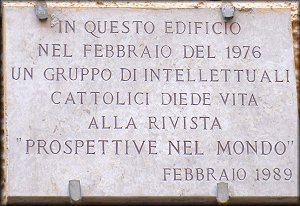 IN QUESTO EDIFICIO
NEL FEBBRAIO DEL 1976
UN GRUPPO DI INTELLETTUALI
CATTOLICI DIEDE VITA
ALLA RIVISTA
"PROSPETTIVE NEL MONDO"
FEBBRAIO 1989